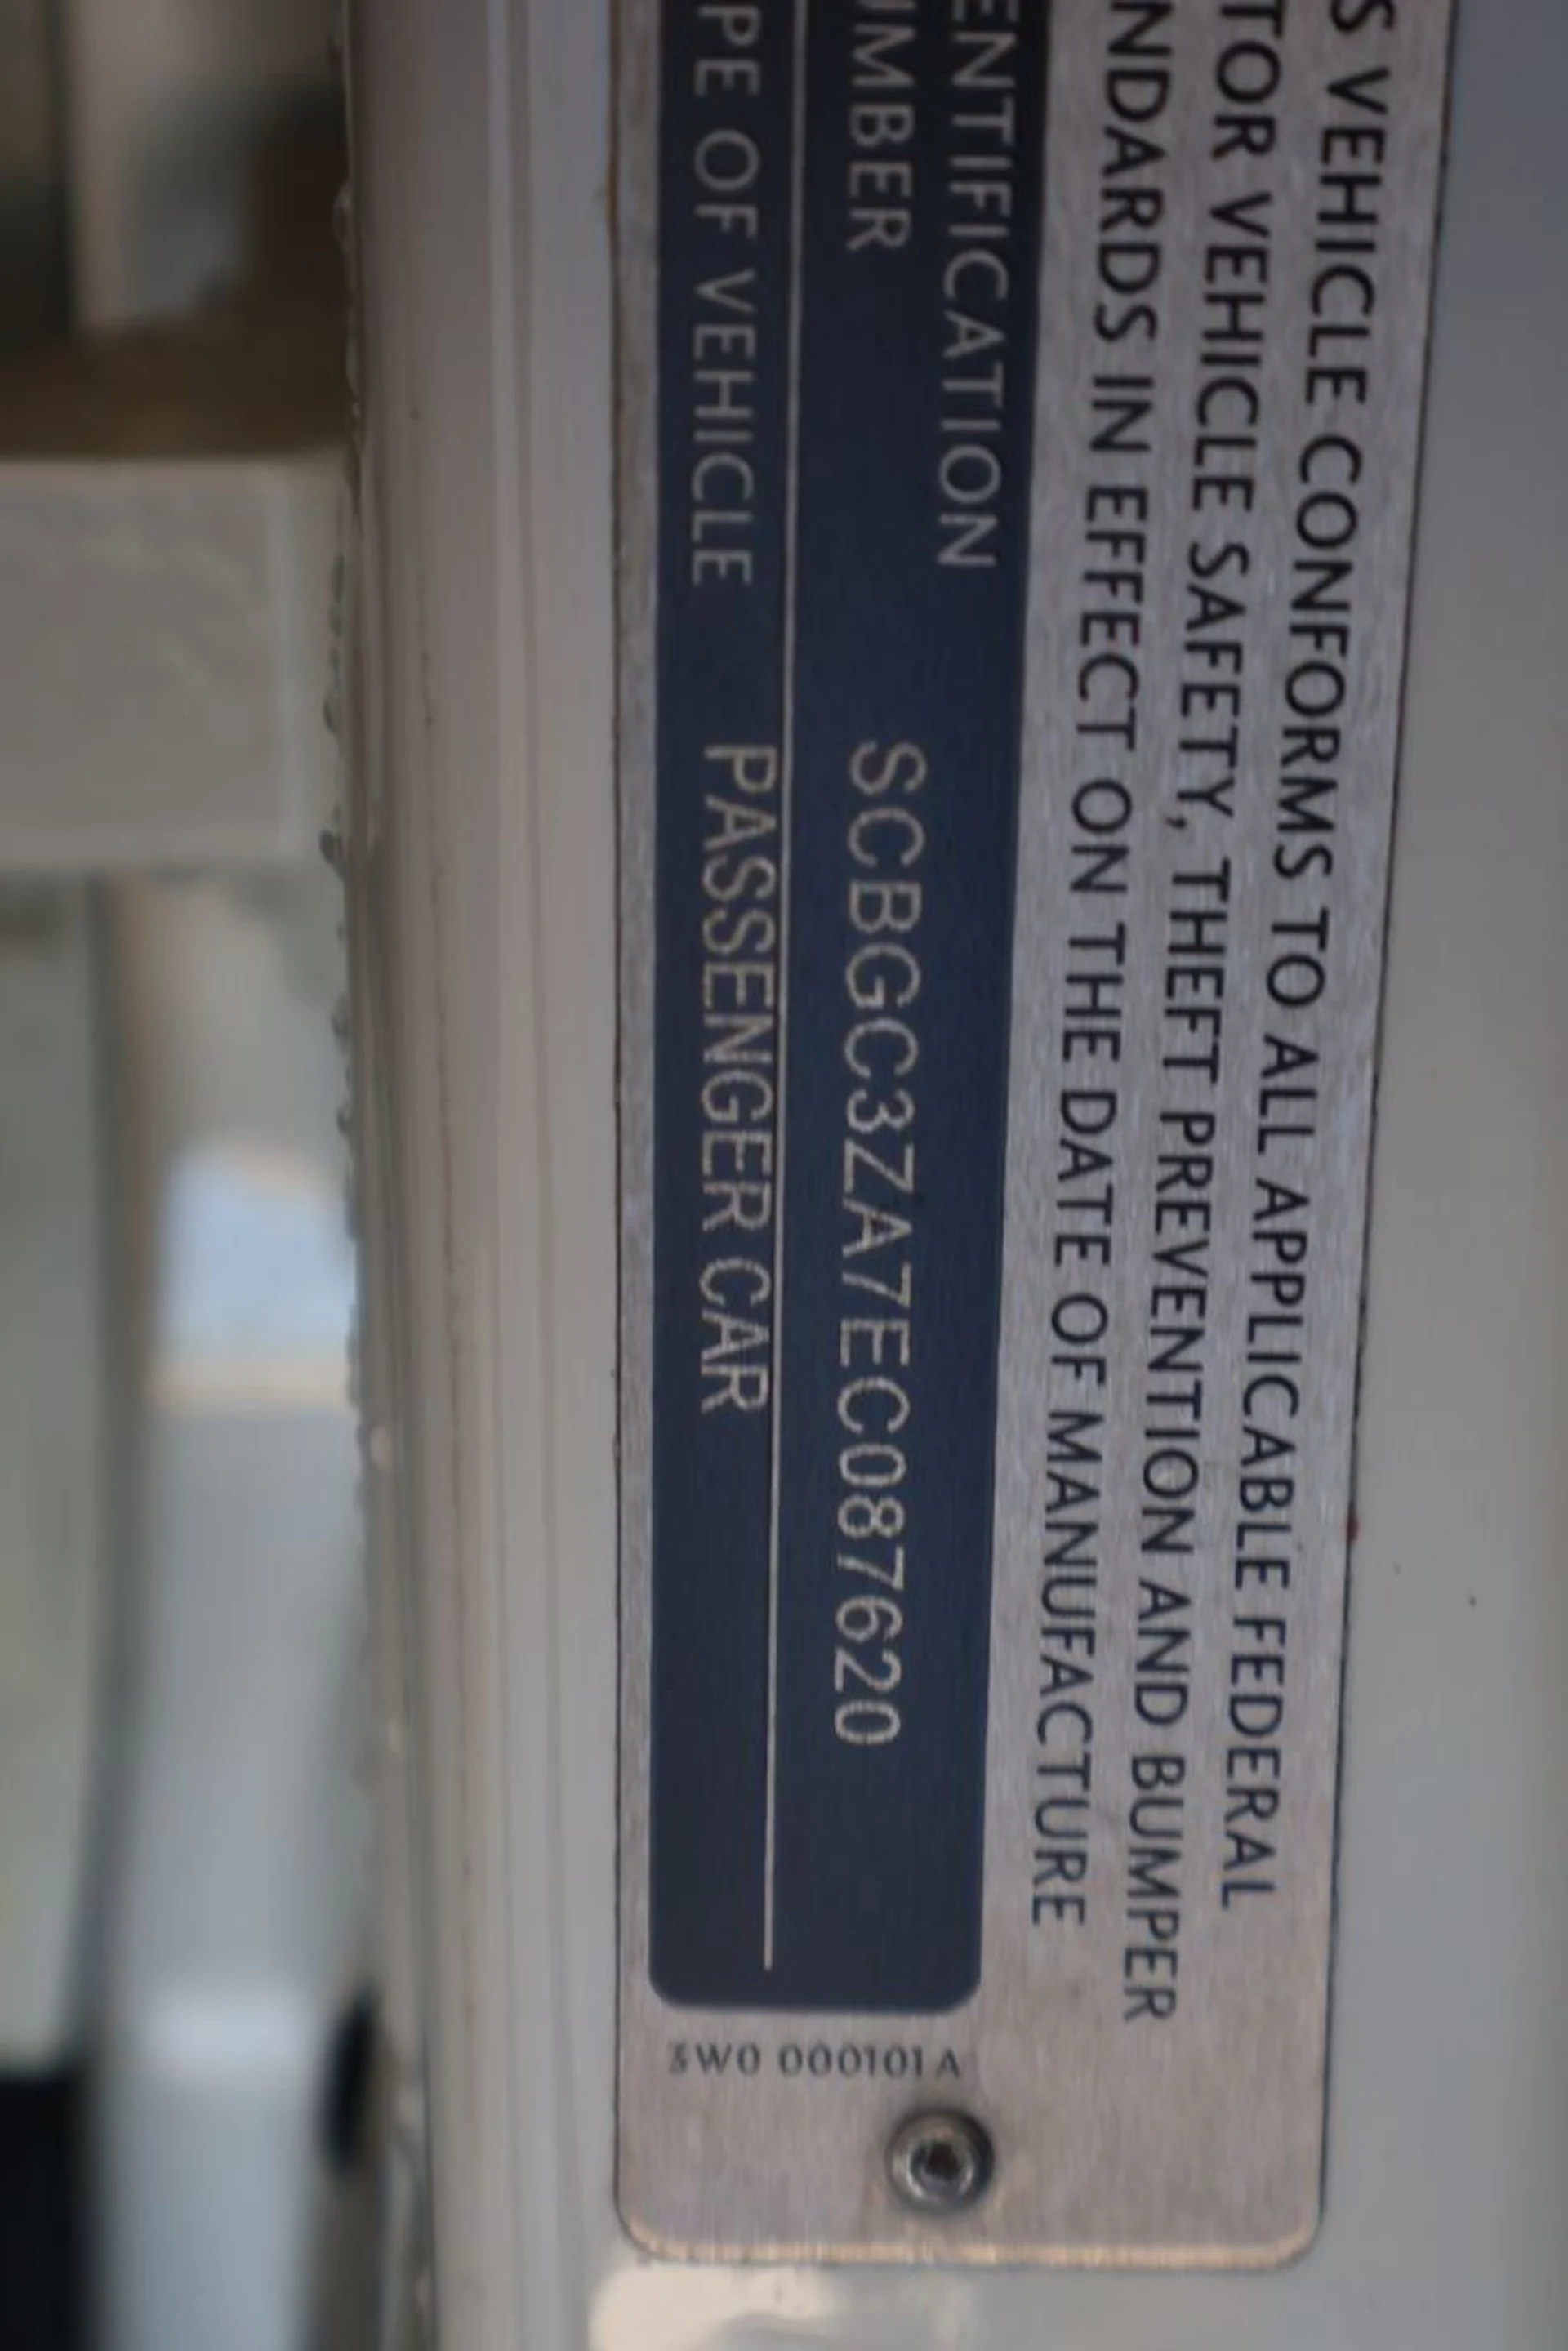 S VEHICLE CONFORMS TO ALL APPLICABLE FEDERAL
TOR VEHICLE SAFETY, THEFT PREVENTION AND BUMPER
NDARDS IN EFFECT ON THE DATE OF MANUFACTURE
ENTIFICATION
UMBER SCBGC3ZA7EC087620
PE OF VEHICLE PASSENGER CAR
3W0 000101 A